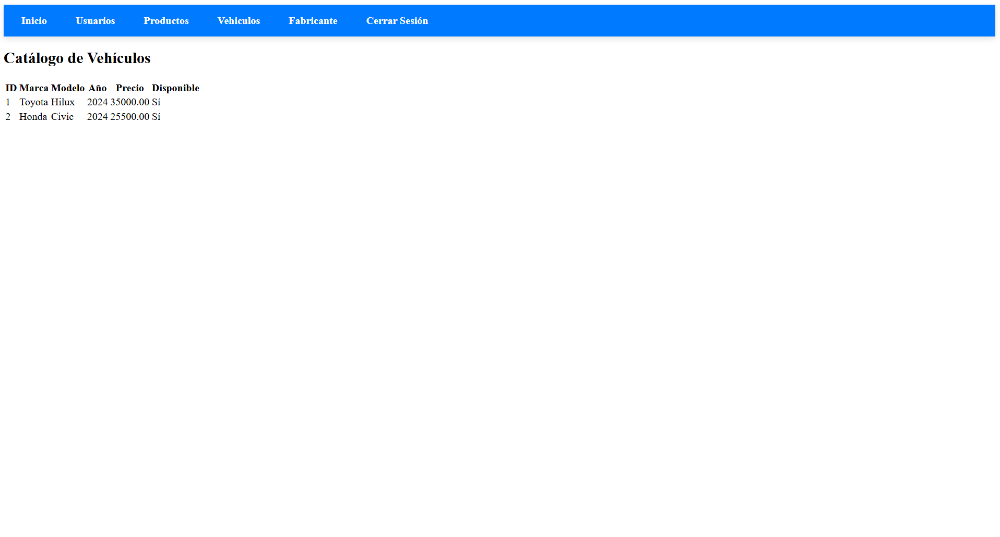 Inicio Usuarios Productos Vehiculos Fabricante Cerrar Sesión
Catálogo de Vehículos
ID Marca Modelo Año Precio Disponible
1 Toyota Hilux 2024 35000.00 Sí
2 Honda Civic 2024 25500.00 Sí